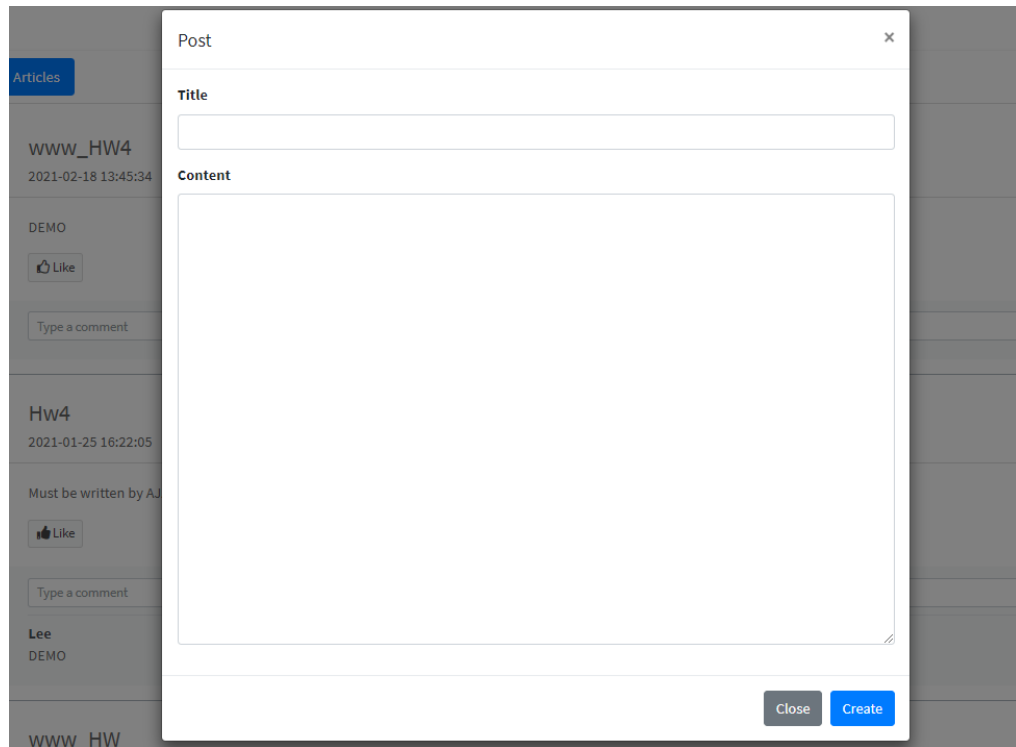 Post
×
Articles
Title
www_HW4
2021-02-18 13:45:34
Content
DEMO
Like
Type a comment
Hw4
2021-01-25 16:22:05
Must be written by AJ
Like
Type a comment
Lee
DEMO
Close
Create
www_HW